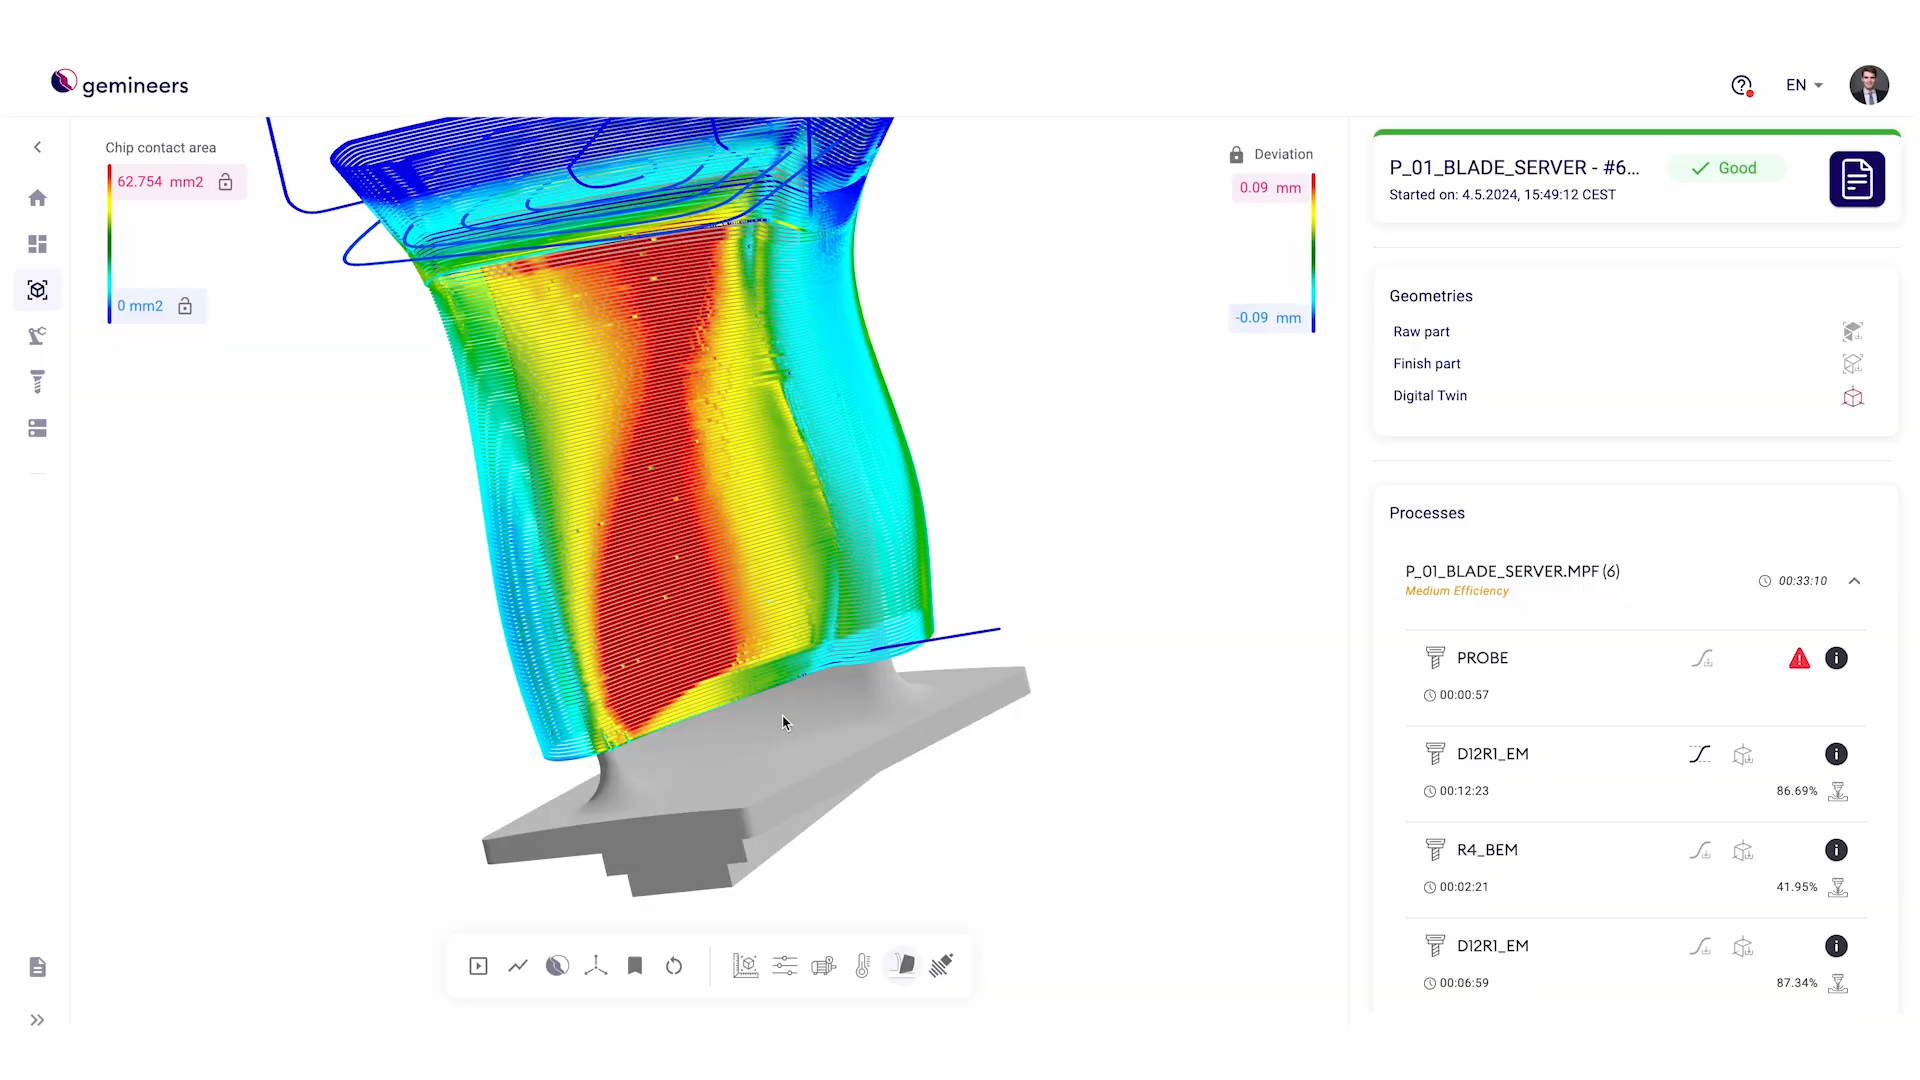 gemineers
EN
Chip contact area
62.754 mm2
0 mm2
Deviation
0.09 mm
-0.09 mm
P_01_BLADE_SERVER - #6...
Good
Started on: 4.5.2024, 15:49:12 CEST
Geometries
Raw part
Finish part
Digital Twin
Processes
P_01_BLADE_SERVER.MPF (6)
00:33:10
Medium Efficiency
PROBE
00:00:57
D12R1_EM
00:12:23
86.69%
R4_BEM
00:02:21
41.95%
D12R1_EM
00:06:59
87.34%